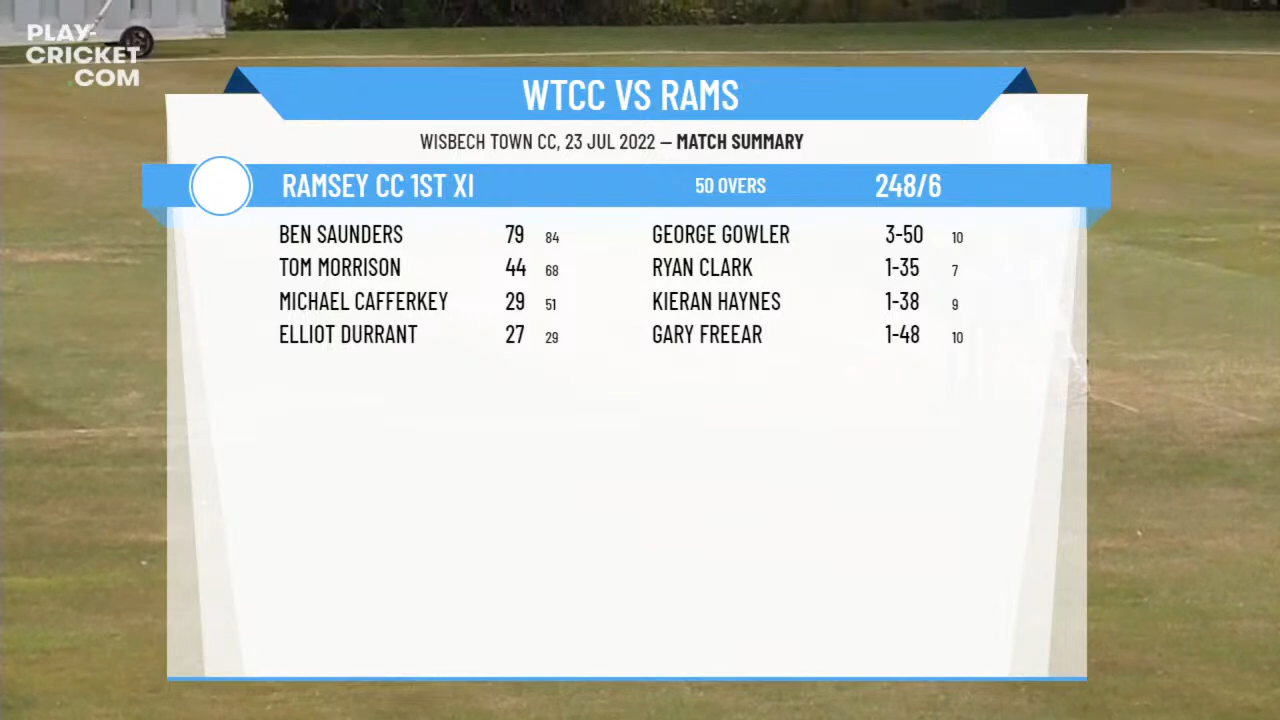 PLAY-
CRICKET
.COM
WTCC VS RAMS
WISBECH TOWN CC, 23 JUL 2022 – MATCH SUMMARY
RAMSEY CC 1ST XI 50 OVERS 248/6
BEN SAUNDERS 79 84 GEORGE GOWLER 3-50 10
TOM MORRISON 44 68 RYAN CLARK 1-35 7
MICHAEL CAFFERKEY 29 51 KIERAN HAYNES 1-38 9
ELLIOT DURRANT 27 29 GARY FREEAR 1-48 10